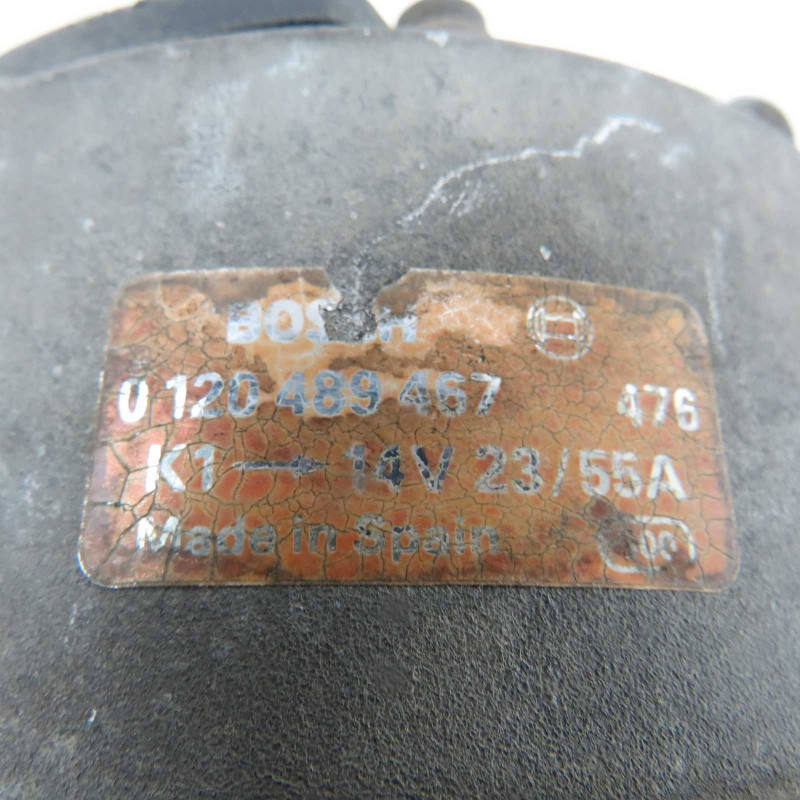 BOSCH
0 120 489 467 476
K1 → 14V 23/55A
Made in Spain